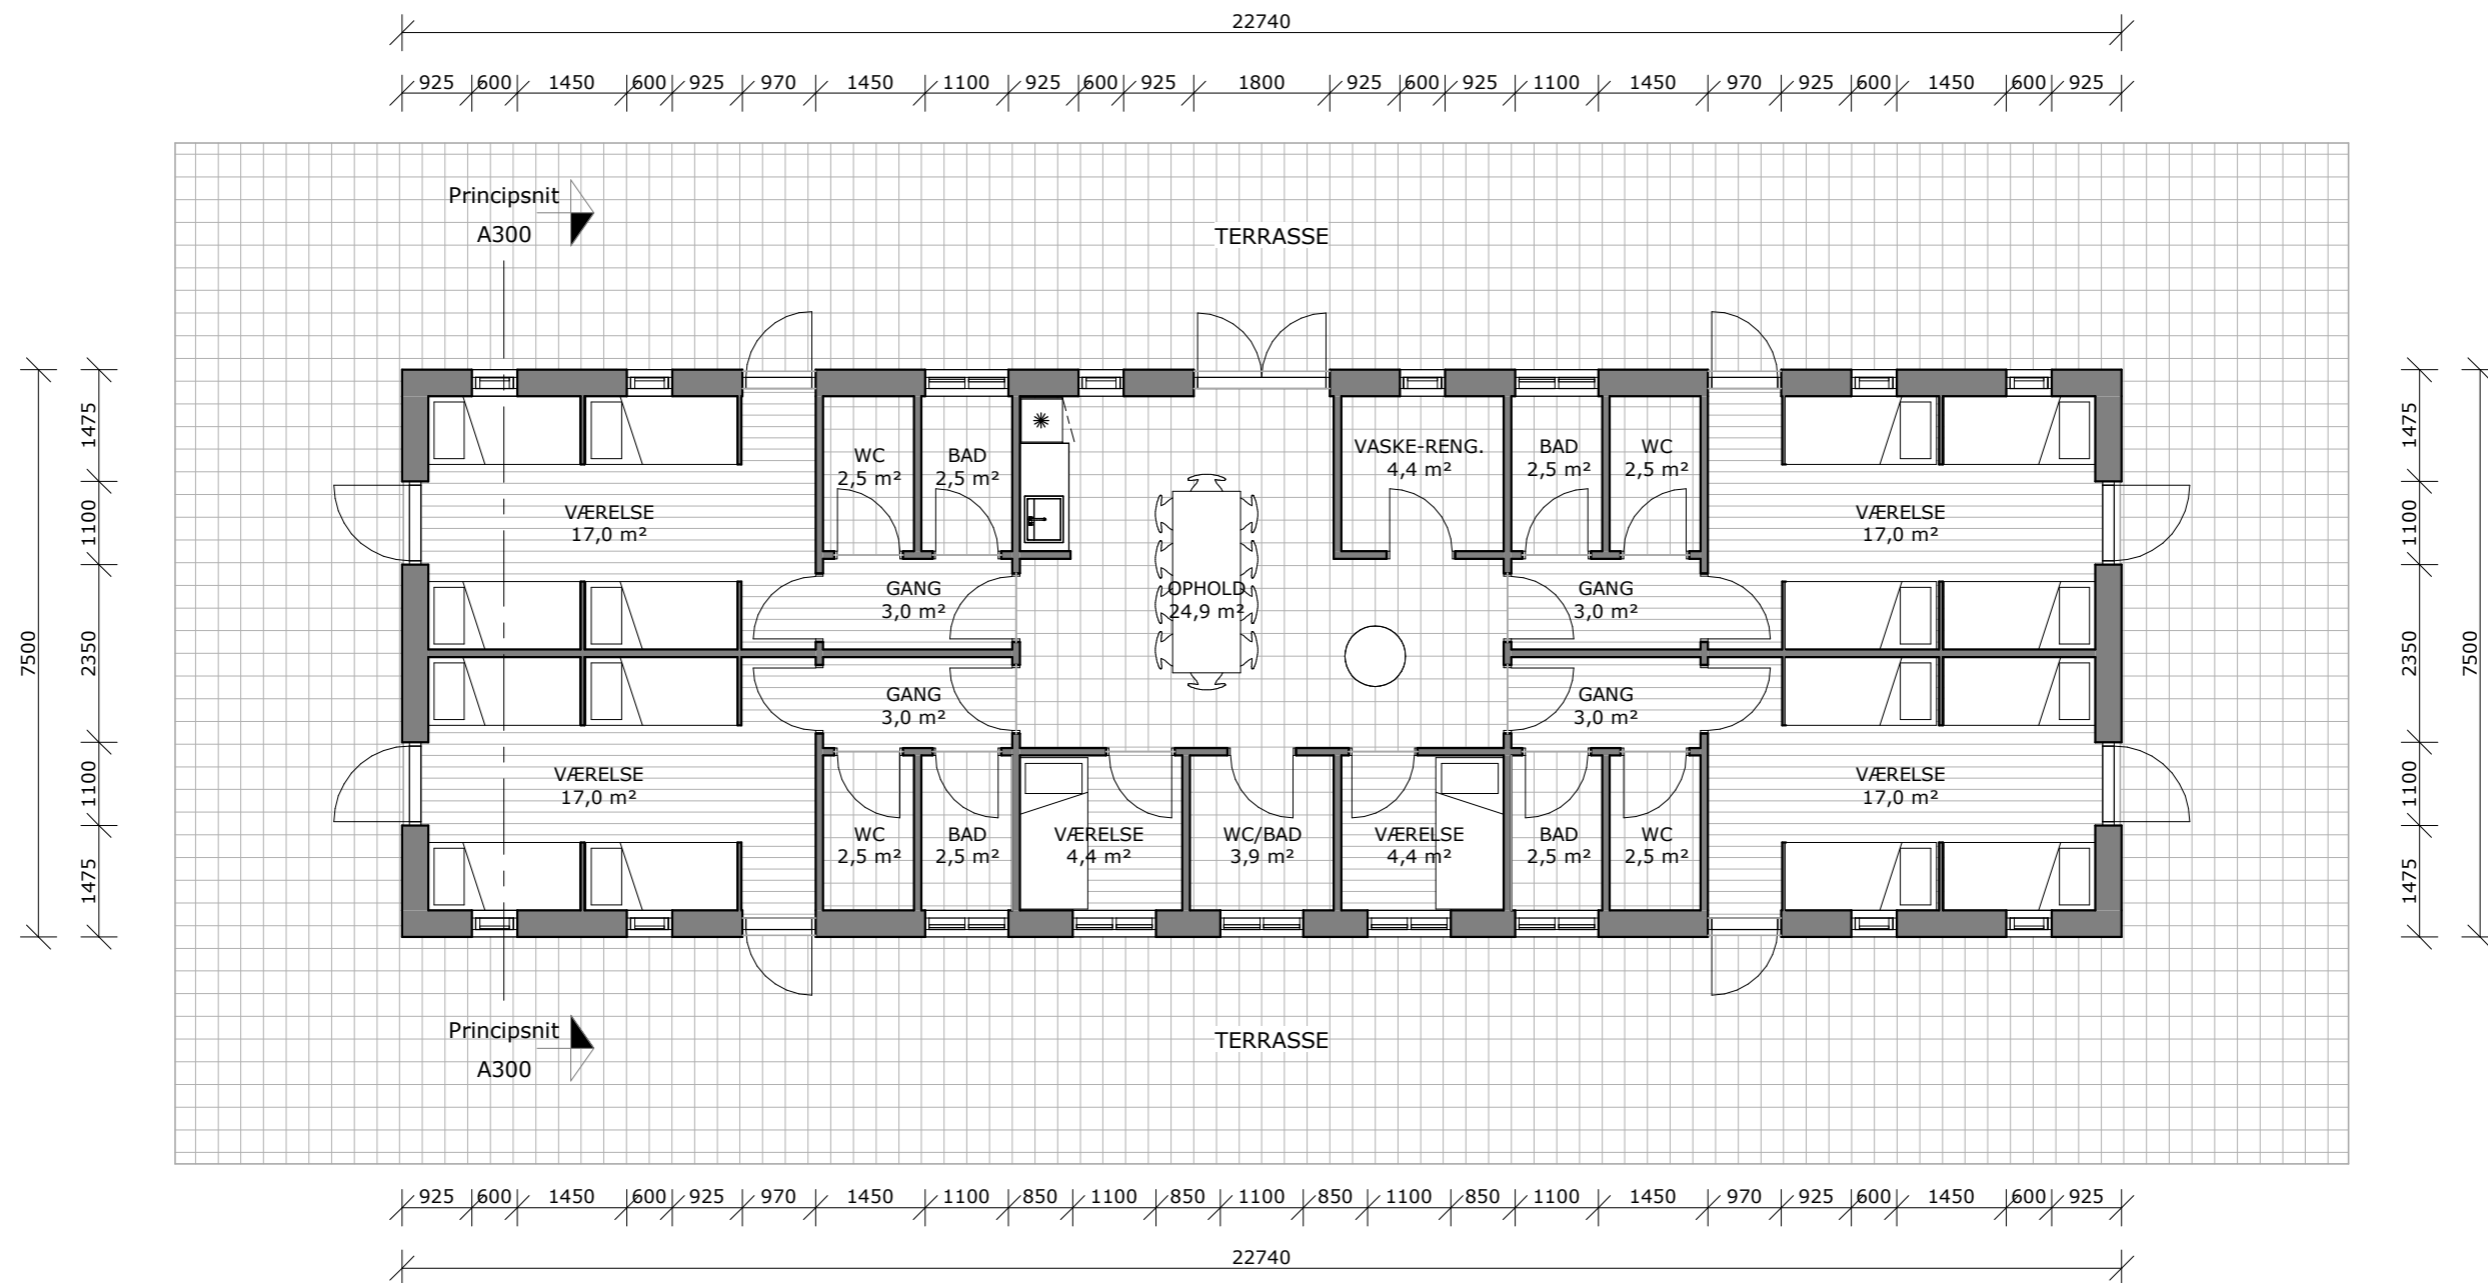 22740
925 600 1450 600 925 970 1450 1100 925 600 925 1800 925 600 925 1100 1450 970 925 600 1450 600 925
Principsnit
A300
TERRASSE
7500
1475
1100
2350
1100
1475
VÆRELSE
17,0 m²
WC
2,5 m²
BAD
2,5 m²
VASKE-RENG.
4,4 m²
BAD
2,5 m²
WC
2,5 m²
VÆRELSE
17,0 m²
GANG
3,0 m²
OPHOLD
24,9 m²
GANG
3,0 m²
GANG
3,0 m²
GANG
3,0 m²
VÆRELSE
17,0 m²
VÆRELSE
17,0 m²
WC
2,5 m²
BAD
2,5 m²
VÆRELSE
4,4 m²
WC/BAD
3,9 m²
VÆRELSE
4,4 m²
BAD
2,5 m²
WC
2,5 m²
1475
1100
2350
1100
1475
7500
Principsnit
A300
TERRASSE
925 600 1450 600 925 970 1450 1100 850 1100 850 1100 850 1100 850 1100 1450 970 925 600 1450 600 925
22740